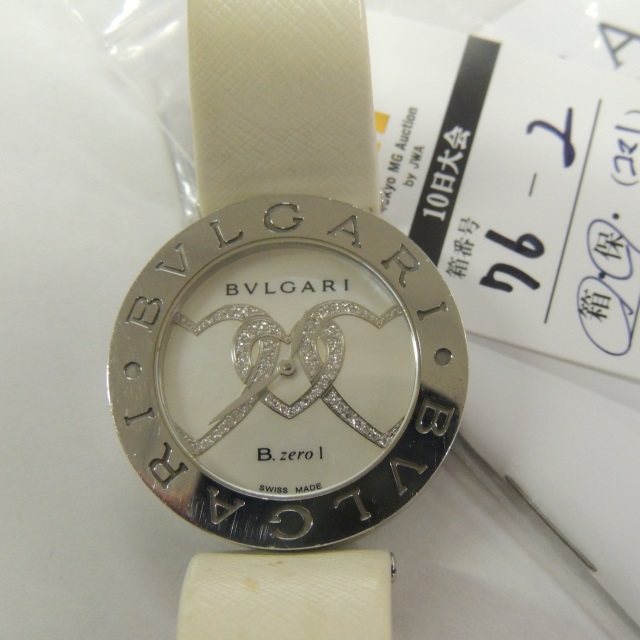 BVLGARI • BVLGARI •
BVLGARI
B.zero1
SWISS MADE
Tokyo MG Auction
by JWA
10日大会
箱番号
76-2
箱 保 (コマ1
A